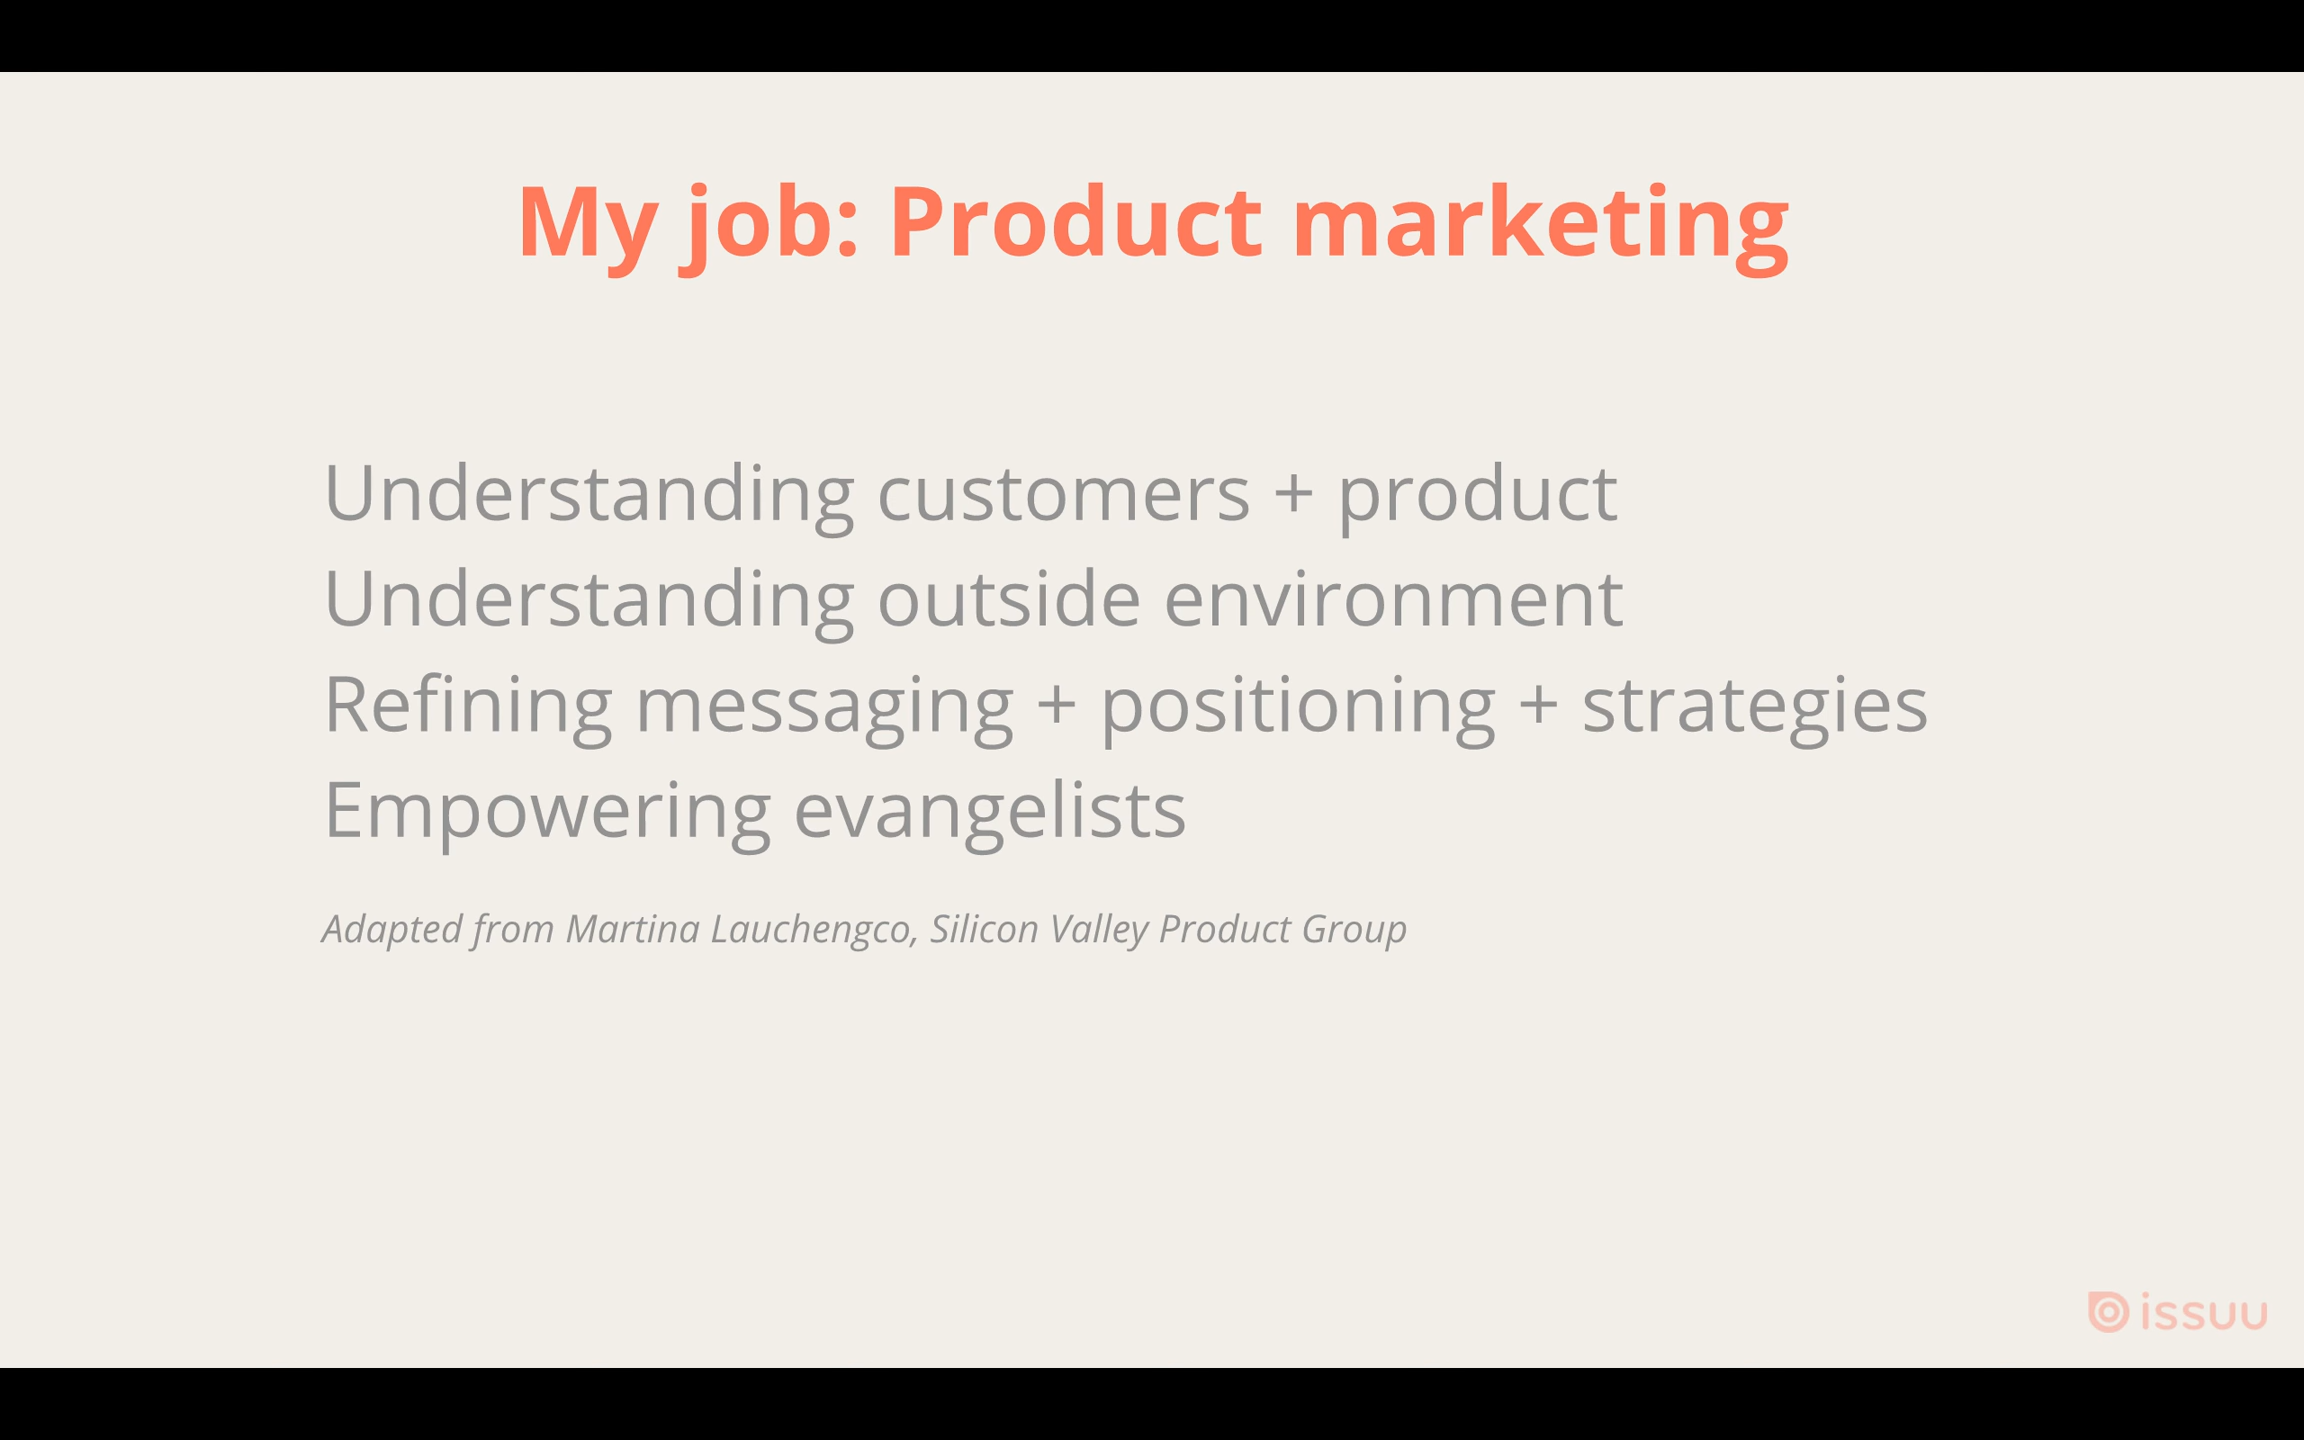 My job: Product marketing
Understanding customers + product
Understanding outside environment
Refining messaging + positioning + strategies
Empowering evangelists
Adapted from Martina Lauchengco, Silicon Valley Product Group
issuu